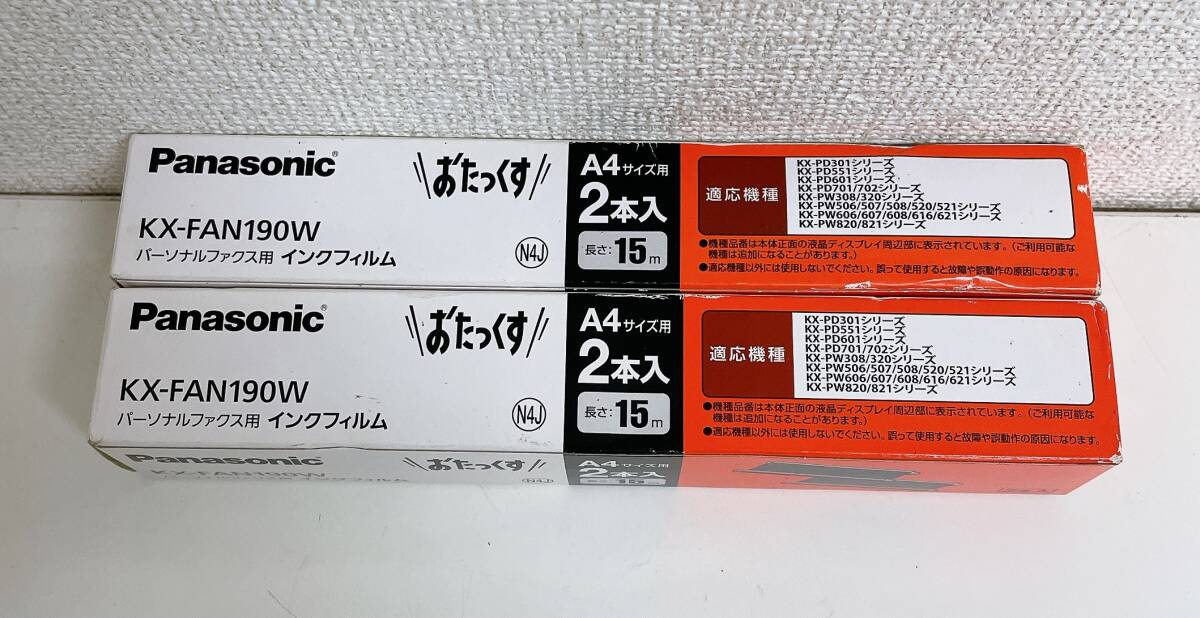 Panasonic®
おたっくす
KX-FAN190W
パーソナルファクス用 インクフィルム
N4J
A4サイズ用
2本入
長さ:15m
適応機種
KX-PD301シリーズ
KX-PD551シリーズ
KX-PD601シリーズ
KX-PD701/702シリーズ
KX-PW308/320シリーズ
KX-PW506/507/508/520/521シリーズ
KX-PW606/607/608/616/621シリーズ
KX-PW820/821シリーズ
●機種品番は本体正面の液晶ディスプレイ周辺部に表示されています。(ご利用可能な
機種は追加になることがあります。)
●適応機種以外には使用しないでください。誤って使用すると故障や誤動作の原因になります。
Panasonic®
おたっくす
KX-FAN190W
パーソナルファクス用 インクフィルム
N4J
A4サイズ用
2本入
長さ:15m
適応機種
KX-PD301シリーズ
KX-PD551シリーズ
KX-PD601シリーズ
KX-PD701/702シリーズ
KX-PW308/320シリーズ
KX-PW506/507/508/520/521シリーズ
KX-PW606/607/608/616/621シリーズ
KX-PW820/821シリーズ
●機種品番は本体正面の液晶ディスプレイ周辺部に表示されています。(ご利用可能な
機種は追加になることがあります。)
●適応機種以外には使用しないでください。誤って使用すると故障や誤動作の原因になります。
Panasonic
おたっくす
KX-FAN190W
N4J
A4サイズ用
2本入
15m